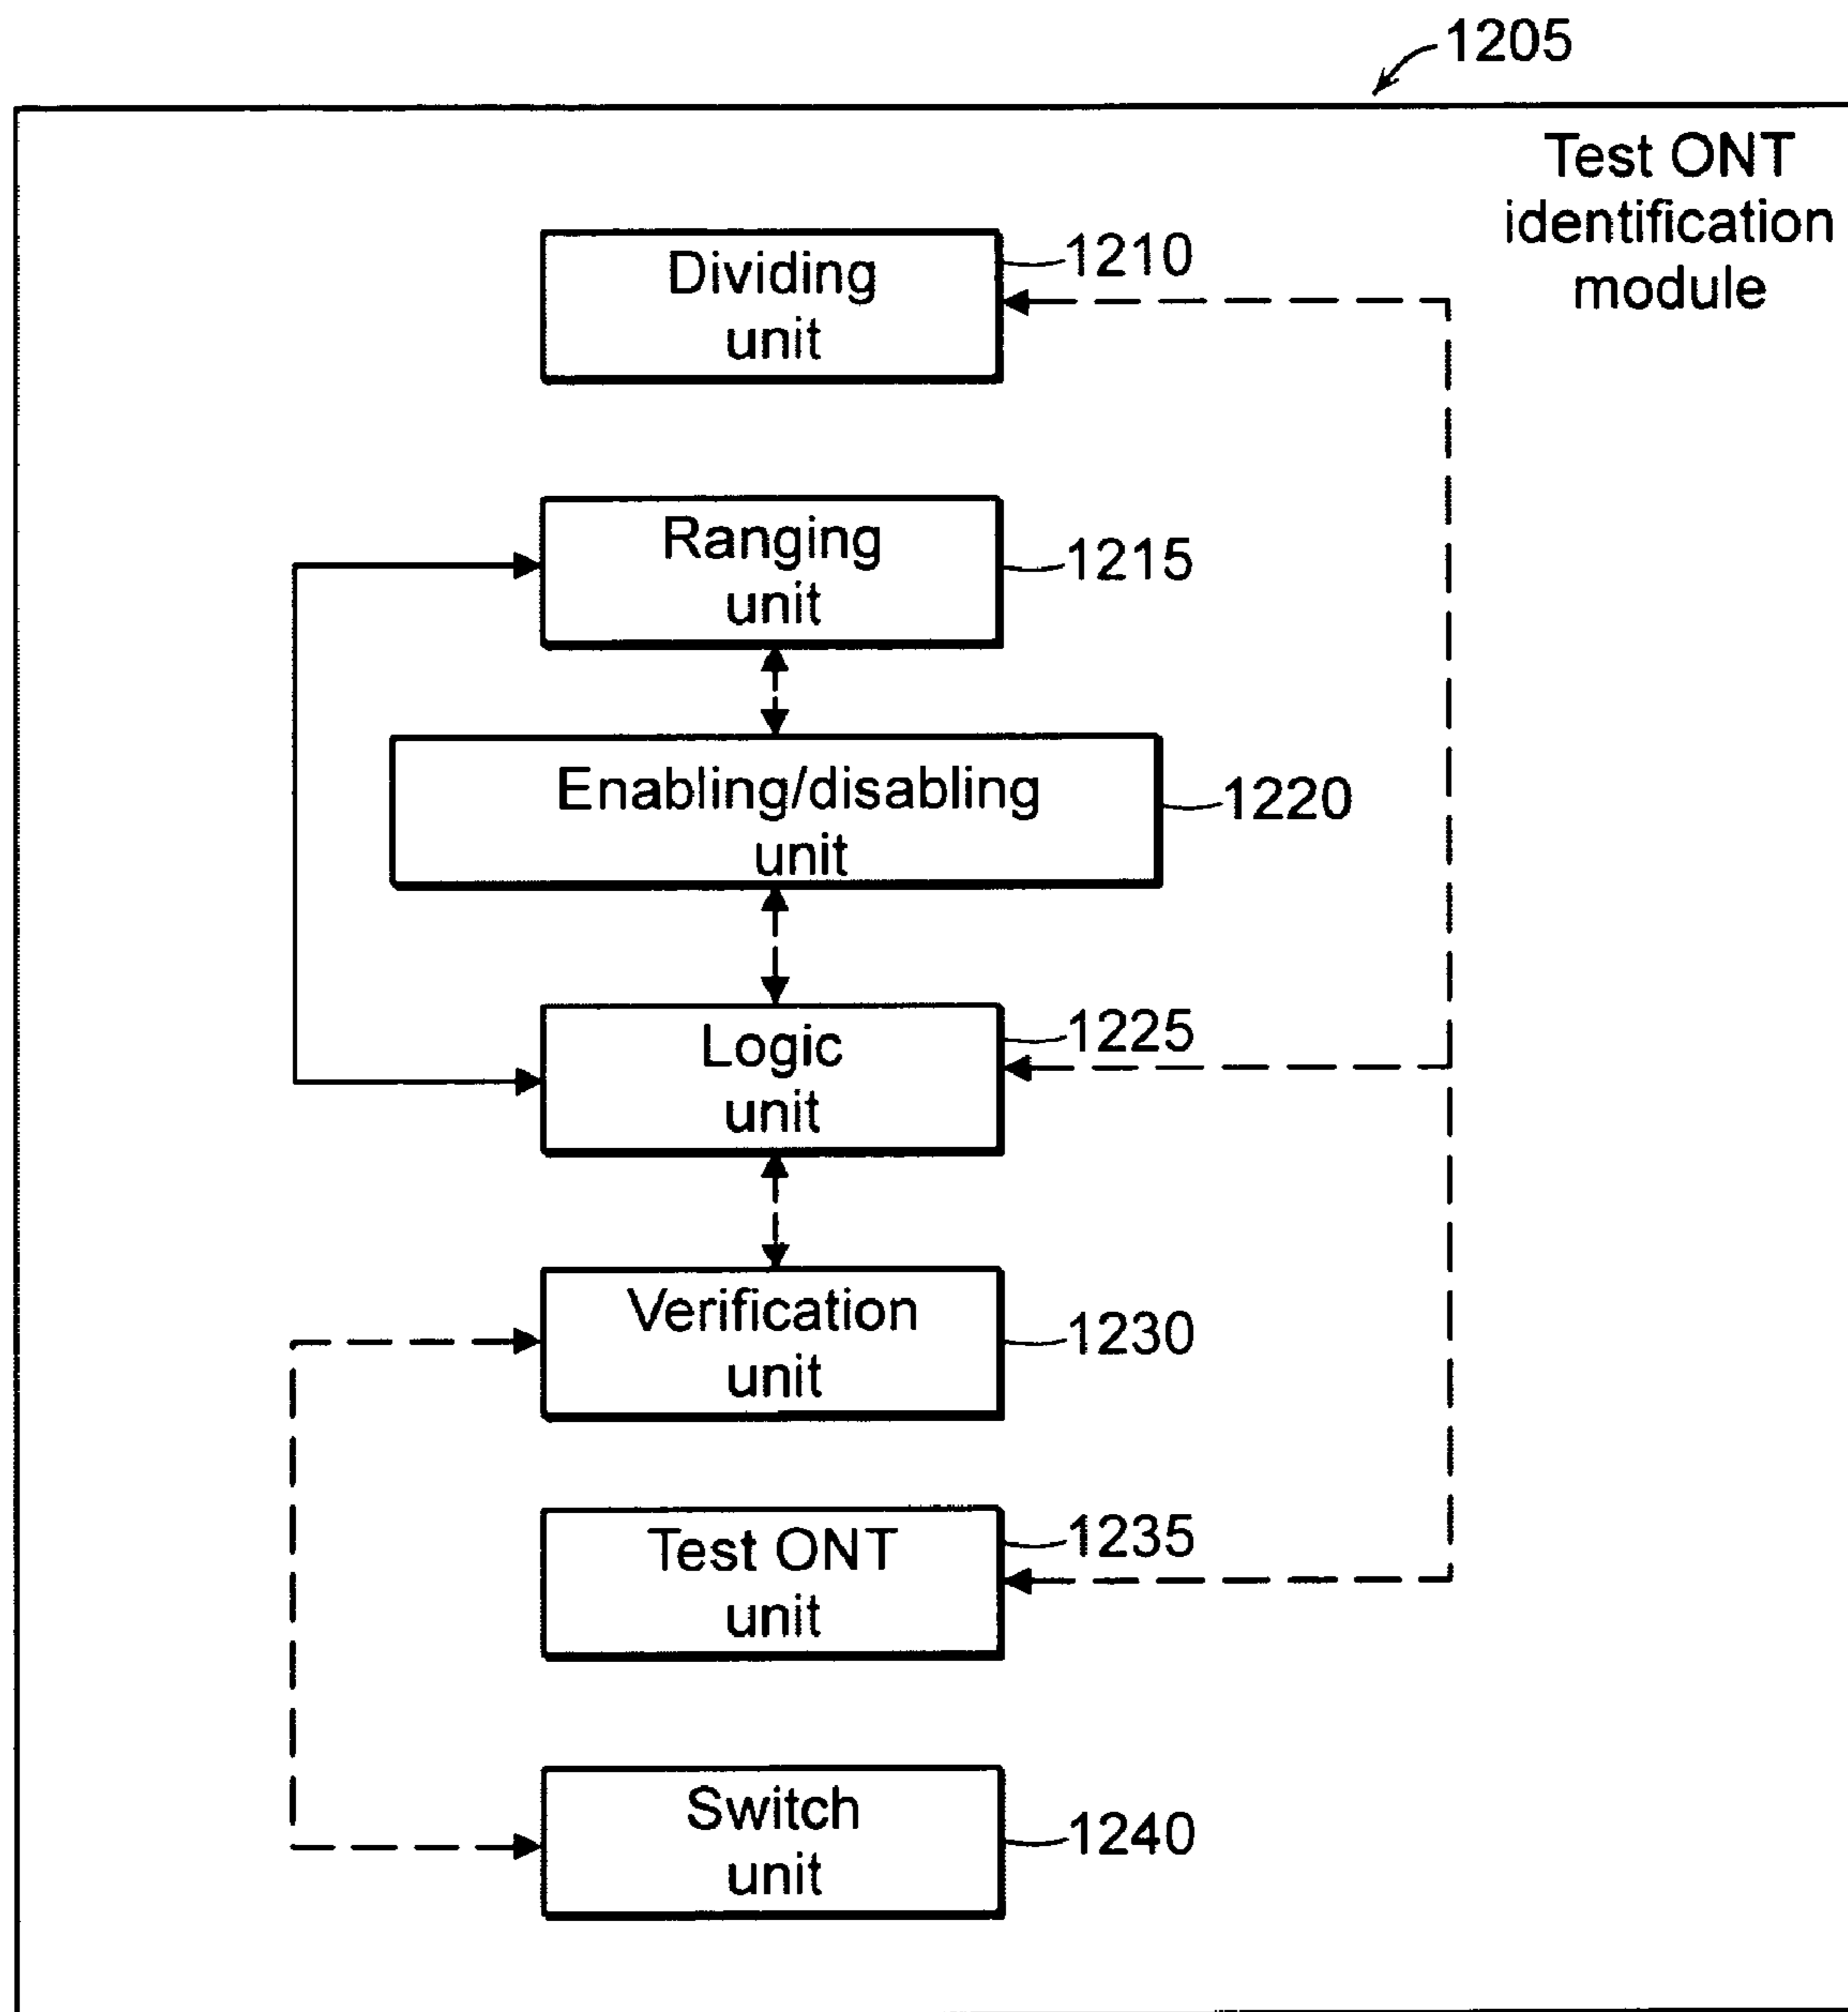 1205
Test ONT
identification
module
Dividing
unit
1210
Ranging
unit
1215
Enabling/disabling
unit
1220
Logic
unit
1225
Verification
unit
1230
Test ONT
unit
1235
Switch
unit
1240